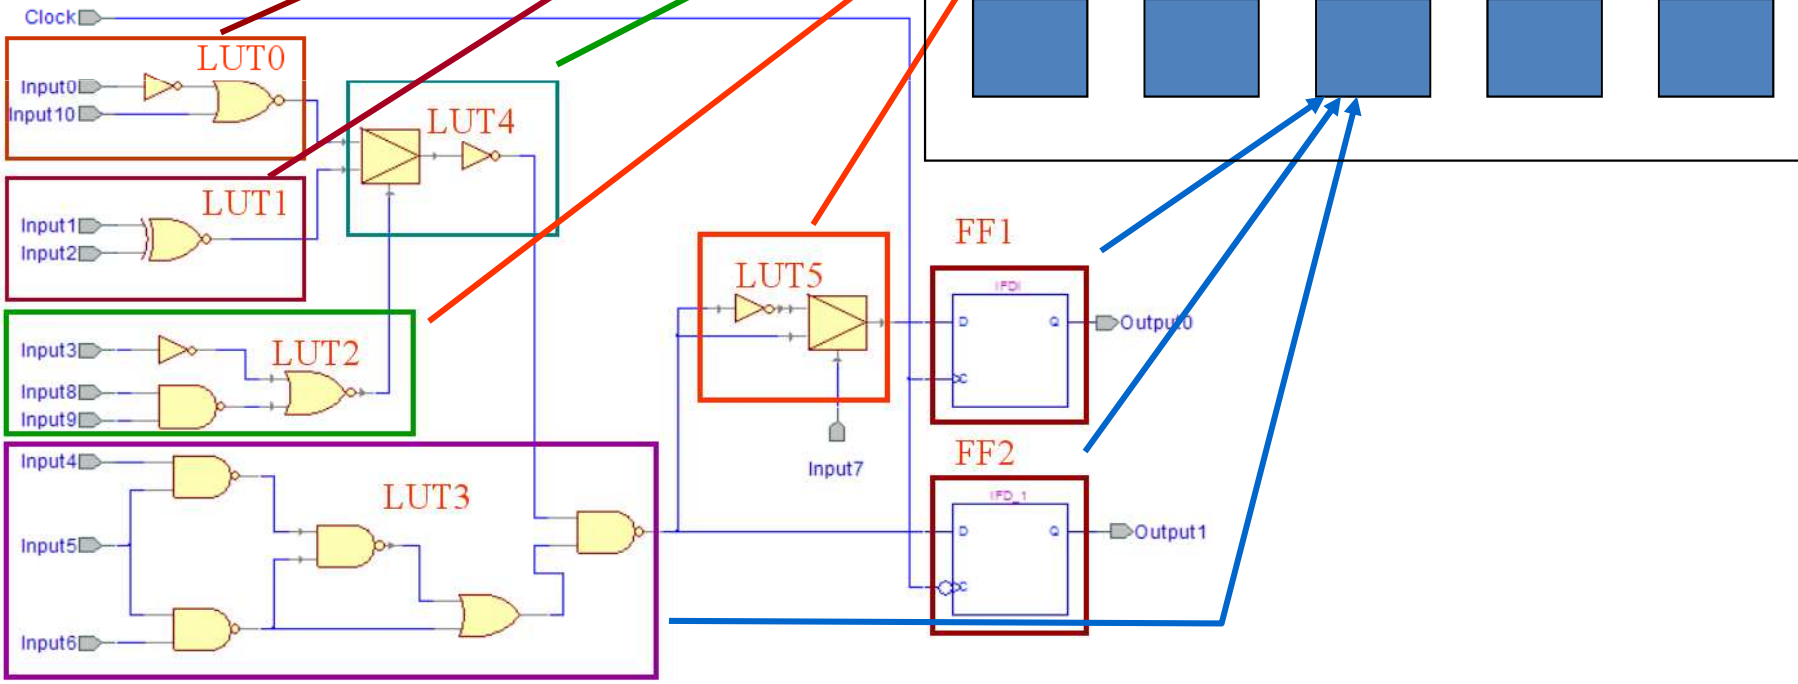 Clock
LUT0
Input0
Input10
LUT4
LUT1
Input1
Input2
FF1
LUT5
IFDI
D
Q
Output0
C
Input3
LUT2
Input8
Input9
Input7
FF2
Input4
LUT3
IFD_1
D
Q
Output1
Input5
C
Input6